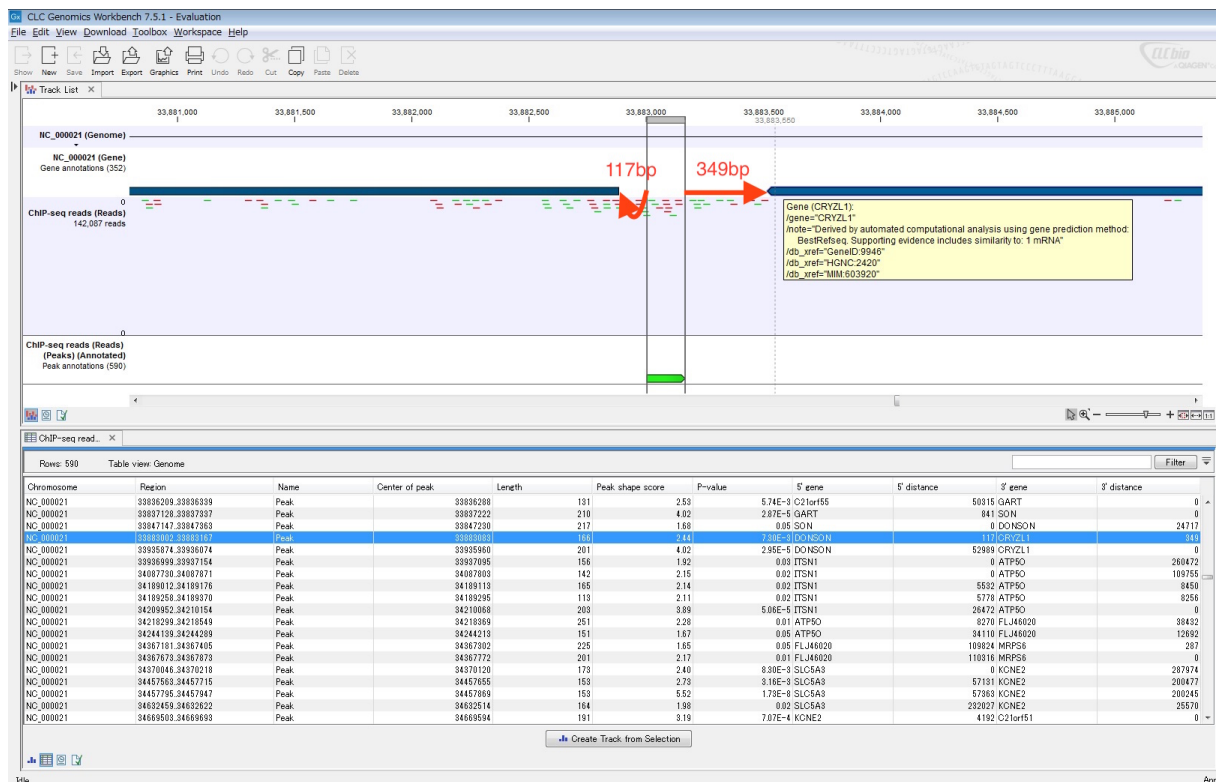 CLC Genomics Workbench 7.5.1 - Evaluation
File Edit View Download Toolbox Workspace Help
Show New Save Import Export Graphics Print Undo Redo Cut Copy Paste Delete
CLC bio
A QIAGEN
Track List
33,881,000 33,881,500 33,882,000 33,882,500 33,883,000 33,883,500 33,884,000 33,884,500 33,885,000
33,883,550
NC_000021 (Genome)
NC_000021 (Gene)
Gene annotations (352)
117bp 349bp
0
ChIP-seq reads (Reads)
142,087 reads
Gene (CRYZL1):
/gene="CRYZL1"
/note="Derived by automated computational analysis using gene prediction method:
BestRefseq. Supporting evidence includes similarity to: 1 mRNA"
/db_xref="GeneID:9946"
/db_xref="HGNC:2420"
/db_xref="MIM:603920"
0
ChIP-seq reads (Reads)
(Peaks) (Annotated)
Peak annotations (590)
ChIP-seq read...
Rows: 590 Table view: Genome Filter
Chromosome Region Name Center of peak Length Peak shape score P-value 5' gene 5' distance 3' gene 3' distance
NC_000021 33836209..33836339 Peak 33836288 131 2.53 5.74E-3 C21orf55 50315 GART 0
NC_000021 33837128..33837337 Peak 33837222 210 4.02 2.87E-5 GART 841 SON 0
NC_000021 33847147..33847363 Peak 33847230 217 1.68 0.05 SON 0 DONSON 24717
NC_000021 33883002..33883167 Peak 33883083 166 2.44 7.30E-3 DONSON 117 CRYZL1 349
NC_000021 33935874..33936074 Peak 33935960 201 4.02 2.95E-5 DONSON 52989 CRYZL1 0
NC_000021 33936999..33937154 Peak 33937095 156 1.92 0.03 ITSN1 0 ATP5O 260472
NC_000021 34087730..34087871 Peak 34087803 142 2.15 0.02 ITSN1 0 ATP5O 109755
NC_000021 34189012..34189176 Peak 34189113 165 2.14 0.02 ITSN1 5532 ATP5O 8450
NC_000021 34189258..34189370 Peak 34189295 113 2.11 0.02 ITSN1 5778 ATP5O 8256
NC_000021 34209952..34210154 Peak 34210068 203 3.89 5.06E-5 ITSN1 26472 ATP5O 0
NC_000021 34218299..34218549 Peak 34218369 251 2.28 0.01 ATP5O 8270 FLJ46020 38432
NC_000021 34244139..34244289 Peak 34244213 151 1.67 0.05 ATP5O 34110 FLJ46020 12692
NC_000021 34367181..34367405 Peak 34367302 225 1.65 0.05 FLJ46020 109824 MRPS6 287
NC_000021 34367673..34367873 Peak 34367772 201 2.17 0.01 FLJ46020 110316 MRPS6 0
NC_000021 34370046..34370218 Peak 34370120 173 2.40 8.30E-3 SLC5A3 0 KCNE2 287974
NC_000021 34457563..34457715 Peak 34457655 153 2.73 3.16E-3 SLC5A3 57131 KCNE2 200477
NC_000021 34457795..34457947 Peak 34457869 153 5.52 1.73E-8 SLC5A3 57363 KCNE2 200245
NC_000021 34632459..34632622 Peak 34632514 164 1.98 0.02 SLC5A3 232027 KCNE2 25570
NC_000021 34669503..34669693 Peak 34669594 191 3.19 7.07E-4 KCNE2 4192 C21orf51 0
Create Track from Selection
Idle...